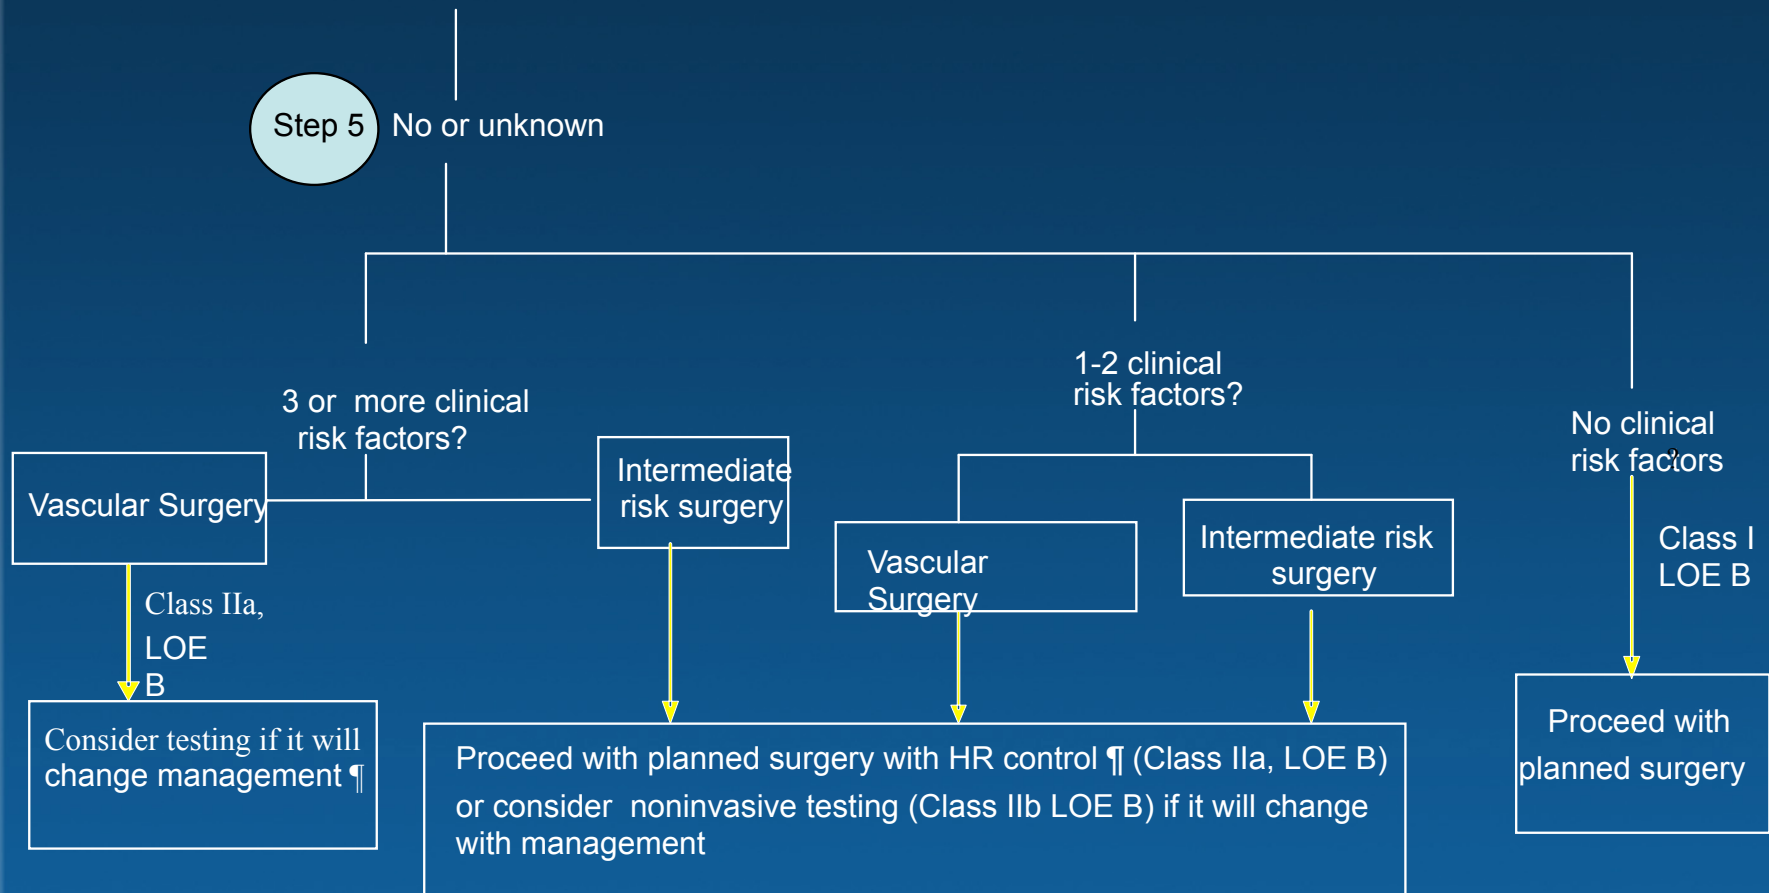 Step 5
No or unknown
3 or more clinical
risk factors?
1-2 clinical
risk factors?
No clinical
risk factors
?
Vascular Surgery
Intermediate
risk surgery
Vascular
Surgery
Intermediate risk
surgery
Class I
LOE B
Class IIa,
LOE
B
Consider testing if it will
change management ¶
Proceed with planned surgery with HR control ¶ (Class IIa, LOE B)
or consider noninvasive testing (Class IIb LOE B) if it will change
with management
Proceed with
planned surgery